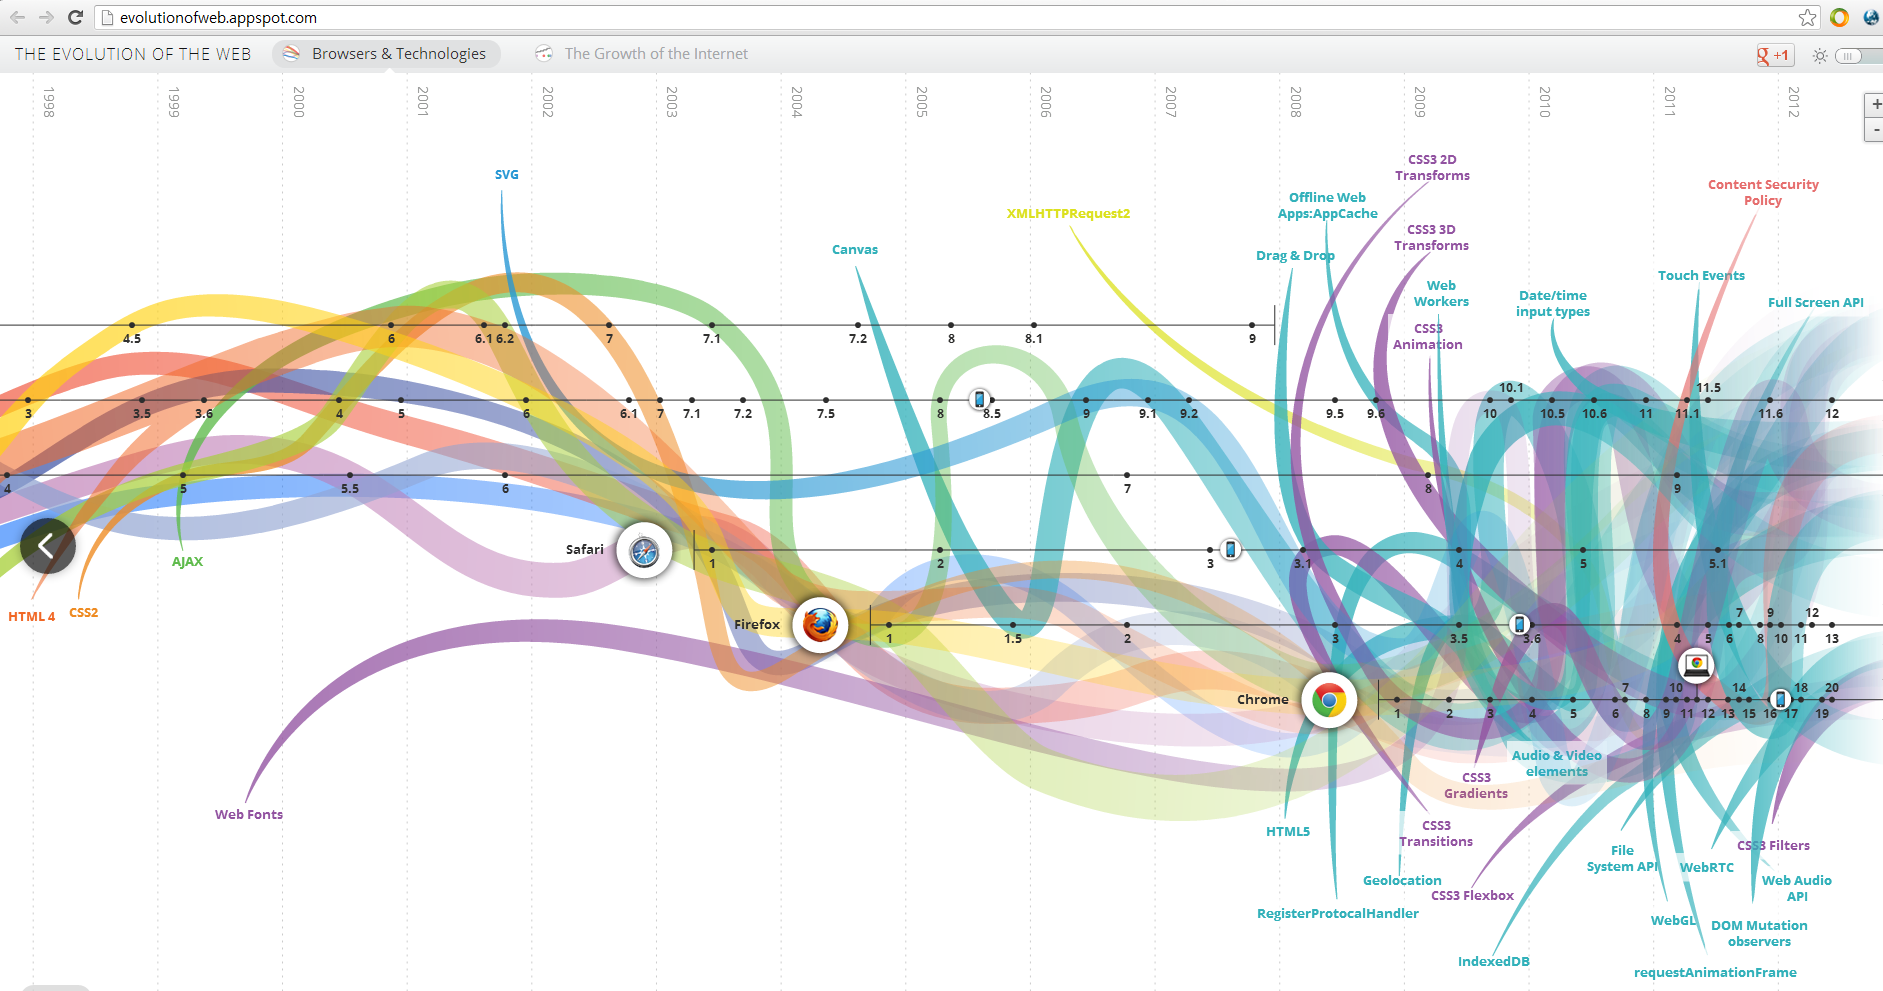 evolutionofweb.appspot.com
THE EVOLUTION OF THE WEB
Browsers & Technologies
The Growth of the Internet
g +1
1998
1999
2000
2001
2002
2003
2004
2005
2006
2007
2008
2009
2010
2011
2012
+
-
CSS3 2D
Transforms
SVG
Content Security
Policy
Offline Web
Apps:AppCache
XMLHTTPRequest2
CSS3 3D
Transforms
Canvas
Drag & Drop
Touch Events
Web
Workers
Date/time
input types
Full Screen API
CSS3
Animation
4.5 6 6.1 6.2 7 7.1 7.2 8 8.1 9
10.1 11.5
3 3.5 3.6 4 5 6 6.1 7 7.1 7.2 7.5 8 8.5 9 9.1 9.2 9.5 9.6 10 10.5 10.6 11 11.1 11.6 12
4 5 5.5 6 7 8 9
Safari
1 2 3 3.1 4 5 5.1
AJAX
HTML 4
CSS2
Firefox
7 9 12
1 1.5 2 3 3.5 3.6 4 5 6 8 10 11 13
Chrome
7 10 14 18 20
1 2 3 4 5 6 8 9 11 12 13 15 16 17 19
Audio & Video
elements
CSS3
Gradients
Web Fonts
HTML5
CSS3
Transitions
File
System API
CSS3 Filters
WebRTC
Geolocation
Web Audio
API
CSS3 Flexbox
RegisterProtocalHandler
WebGL
DOM Mutation
observers
IndexedDB
requestAnimationFrame